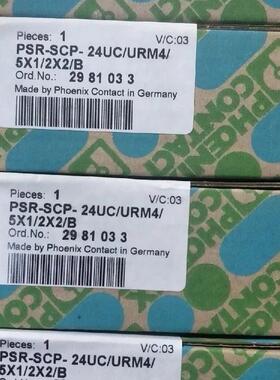 Pieces: 1 V/C:03
PSR-SCP- 24UC/URM4/
5X1/2X2/B
Ord.No.: 29 81 03 3
Made by Phoenix Contact in Germany
PHOENIX
CONTACT
Pieces: 1 V/C:03
PSR-SCP- 24UC/URM4/
5X1/2X2/B
Ord.No.: 29 81 03 3
Made by Phoenix Contact in Germany
PHOENIX
CONTACT
Pieces: 1 V/C:03
PSR-SCP- 24UC/URM4/
5X1/2X2/B